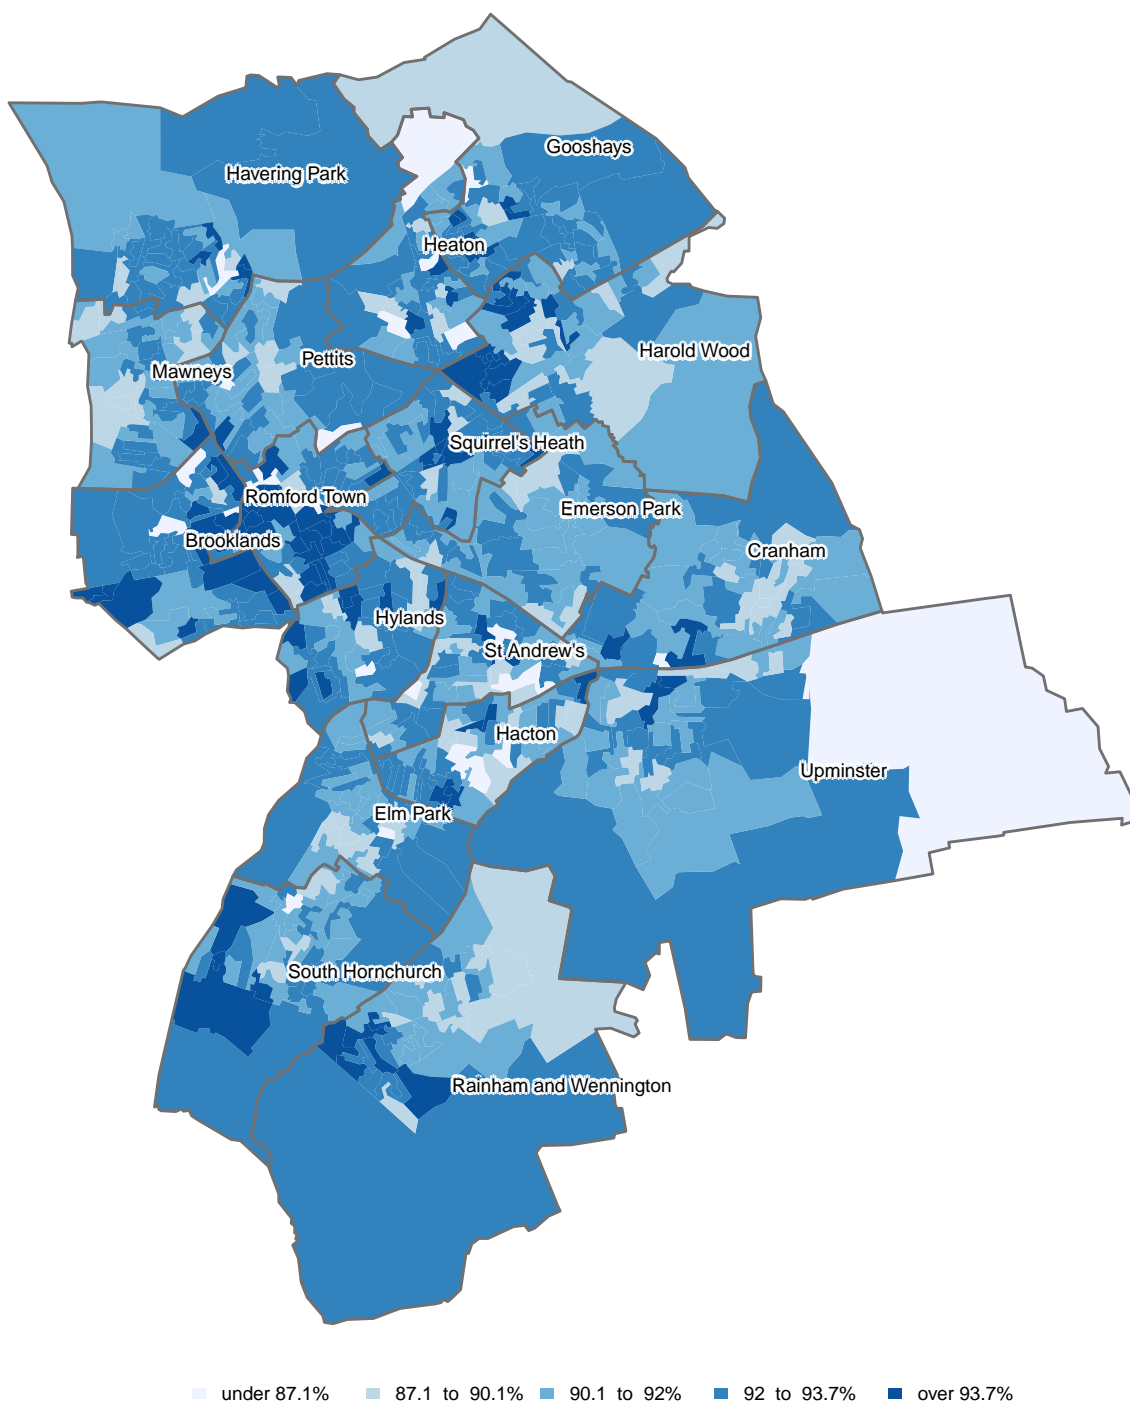 Gooshays
Havering Park
Heaton
Harold Wood
Pettits
Mawneys
Squirrel's Heath
Romford Town
Emerson Park
Brooklands
Cranham
Hylands
St Andrew's
Hacton
Upminster
Elm Park
South Hornchurch
Rainham and Wennington
under 87.1% 87.1 to 90.1% 90.1 to 92% 92 to 93.7% over 93.7%